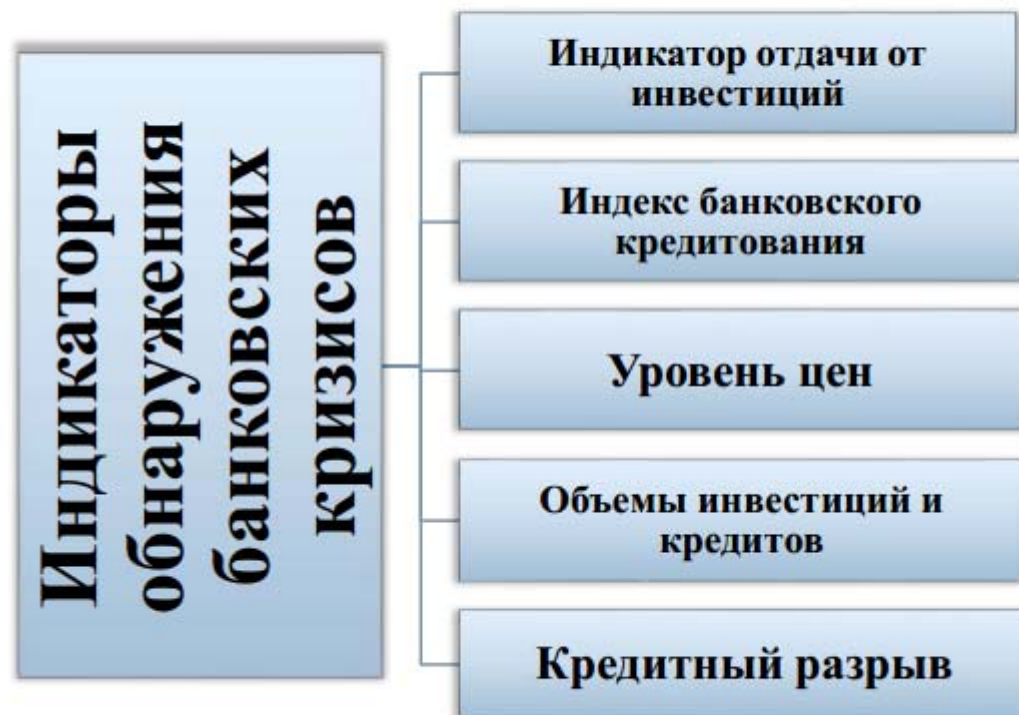 Индикаторы
обнаружения
банковских
кризисов
Индикатор отдачи от
инвестиций
Индекс банковского
кредитования
Уровень цен
Объемы инвестиций и
кредитов
Кредитный разрыв